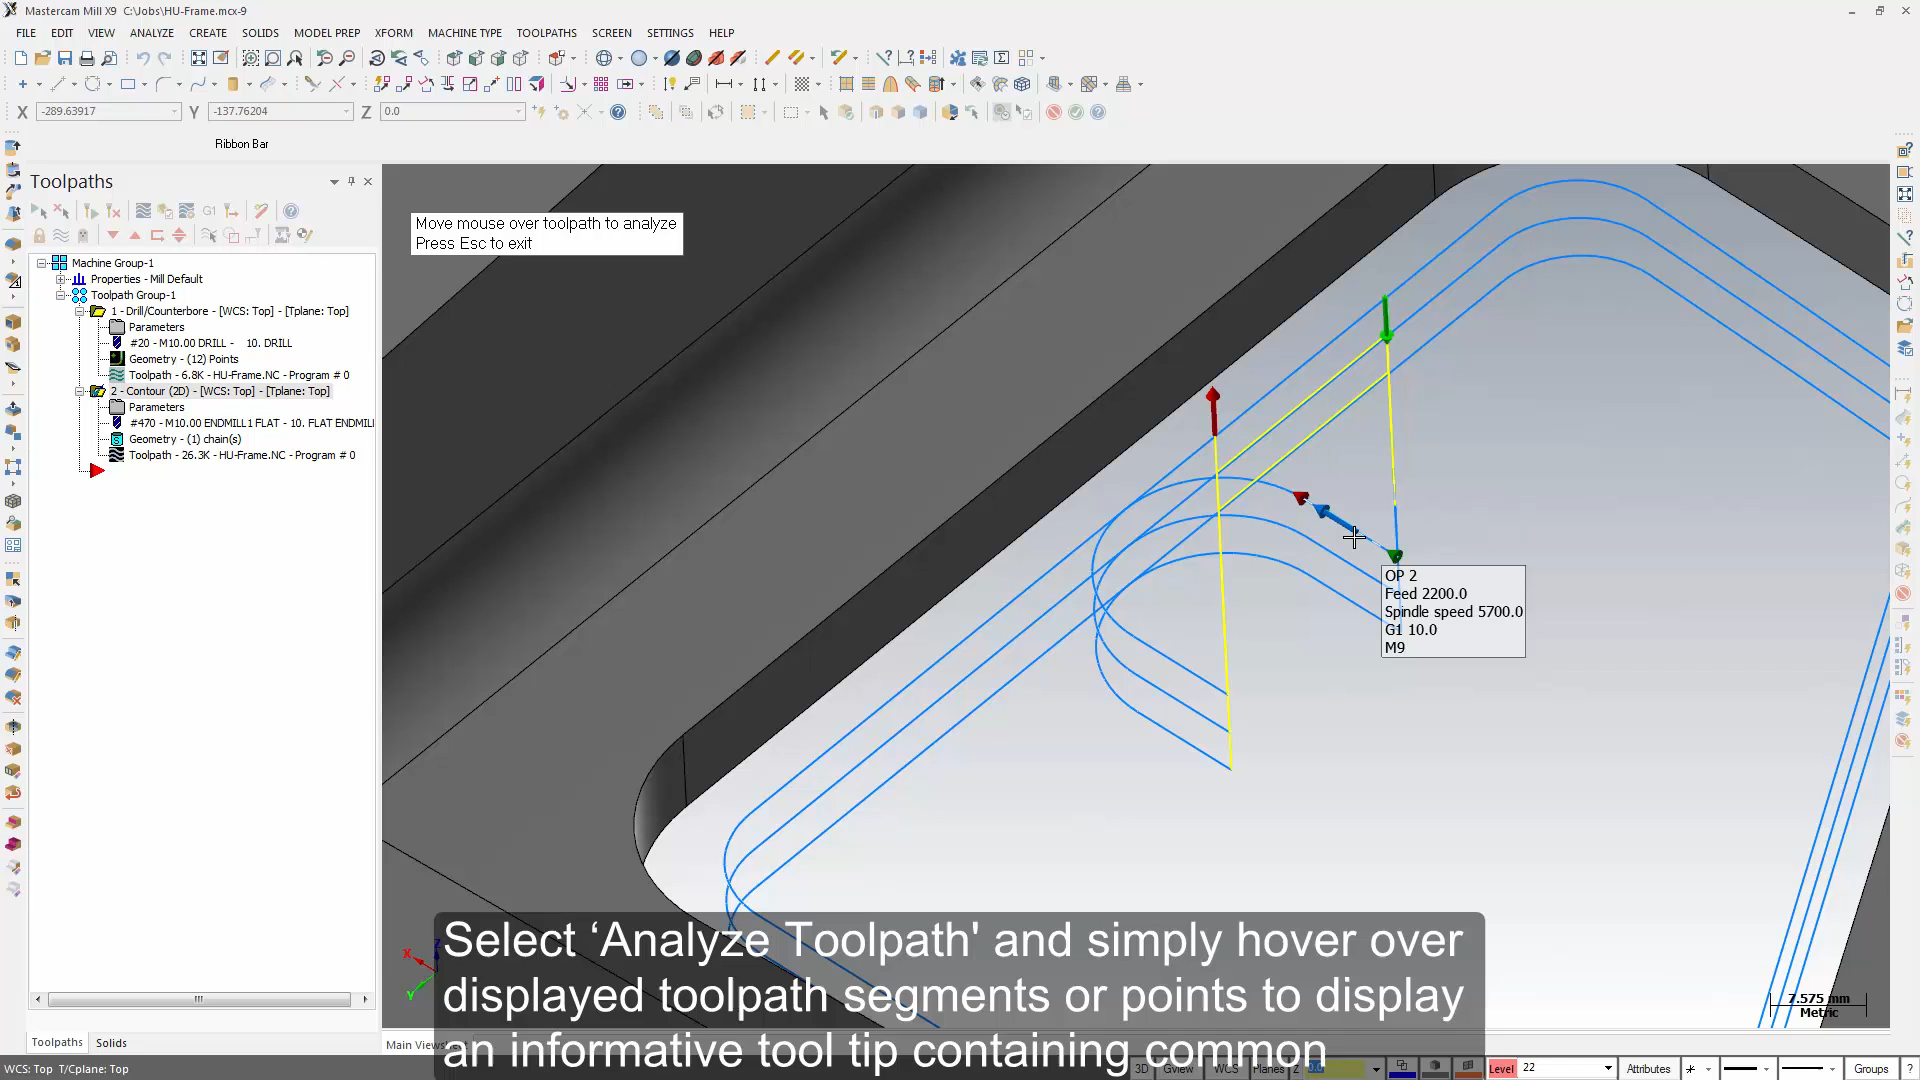 Mastercam Mill X9 C:\Jobs\HU-Frame.mcx-9
FILE EDIT VIEW ANALYZE CREATE SOLIDS MODEL PREP XFORM MACHINE TYPE TOOLPATHS SCREEN SETTINGS HELP
X -289.63917 Y -137.76204 Z 0.0
Ribbon Bar
Toolpaths
G1
Move mouse over toolpath to analyze
Press Esc to exit
Machine Group-1
Properties - Mill Default
Toolpath Group-1
1 - Drill/Counterbore - [WCS: Top] - [Tplane: Top]
Parameters
#20 - M10.00 DRILL - 10. DRILL
Geometry - (12) Points
Toolpath - 6.8K - HU-Frame.NC - Program # 0
2 - Contour (2D) - [WCS: Top] - [Tplane: Top]
Parameters
#470 - M10.00 ENDMILL1 FLAT - 10. FLAT ENDMILL
Geometry - (1) chain(s)
Toolpath - 26.3K - HU-Frame.NC - Program # 0
OP 2
Feed 2200.0
Spindle speed 5700.0
G1 10.0
M9
Select ‘Analyze Toolpath' and simply hover over
displayed toolpath segments or points to display
an informative tool tip containing common
X
Z
Y
7.575 mm
Metric
Toolpaths Solids
Main Viewsheet
WCS: Top T/Cplane: Top
3D Gview WCS Planes Z 0.0 Level 22 Attributes Groups ?